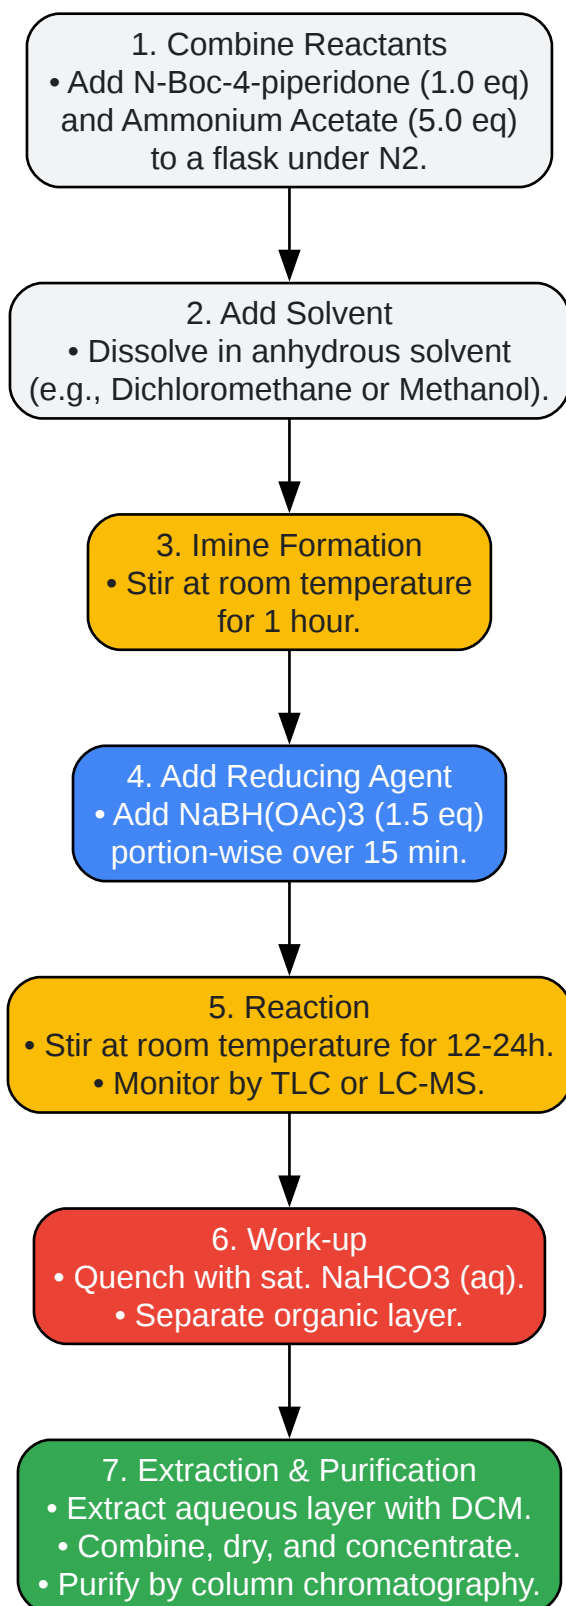 1. Combine Reactants
• Add N-Boc-4-piperidone (1.0 eq)
and Ammonium Acetate (5.0 eq)
to a flask under N2.
2. Add Solvent
• Dissolve in anhydrous solvent
(e.g., Dichloromethane or Methanol).
3. Imine Formation
• Stir at room temperature
for 1 hour.
4. Add Reducing Agent
• Add NaBH(OAc)3 (1.5 eq)
portion-wise over 15 min.
5. Reaction
• Stir at room temperature for 12-24h.
• Monitor by TLC or LC-MS.
6. Work-up
• Quench with sat. NaHCO3 (aq).
• Separate organic layer.
7. Extraction & Purification
• Extract aqueous layer with DCM.
• Combine, dry, and concentrate.
• Purify by column chromatography.